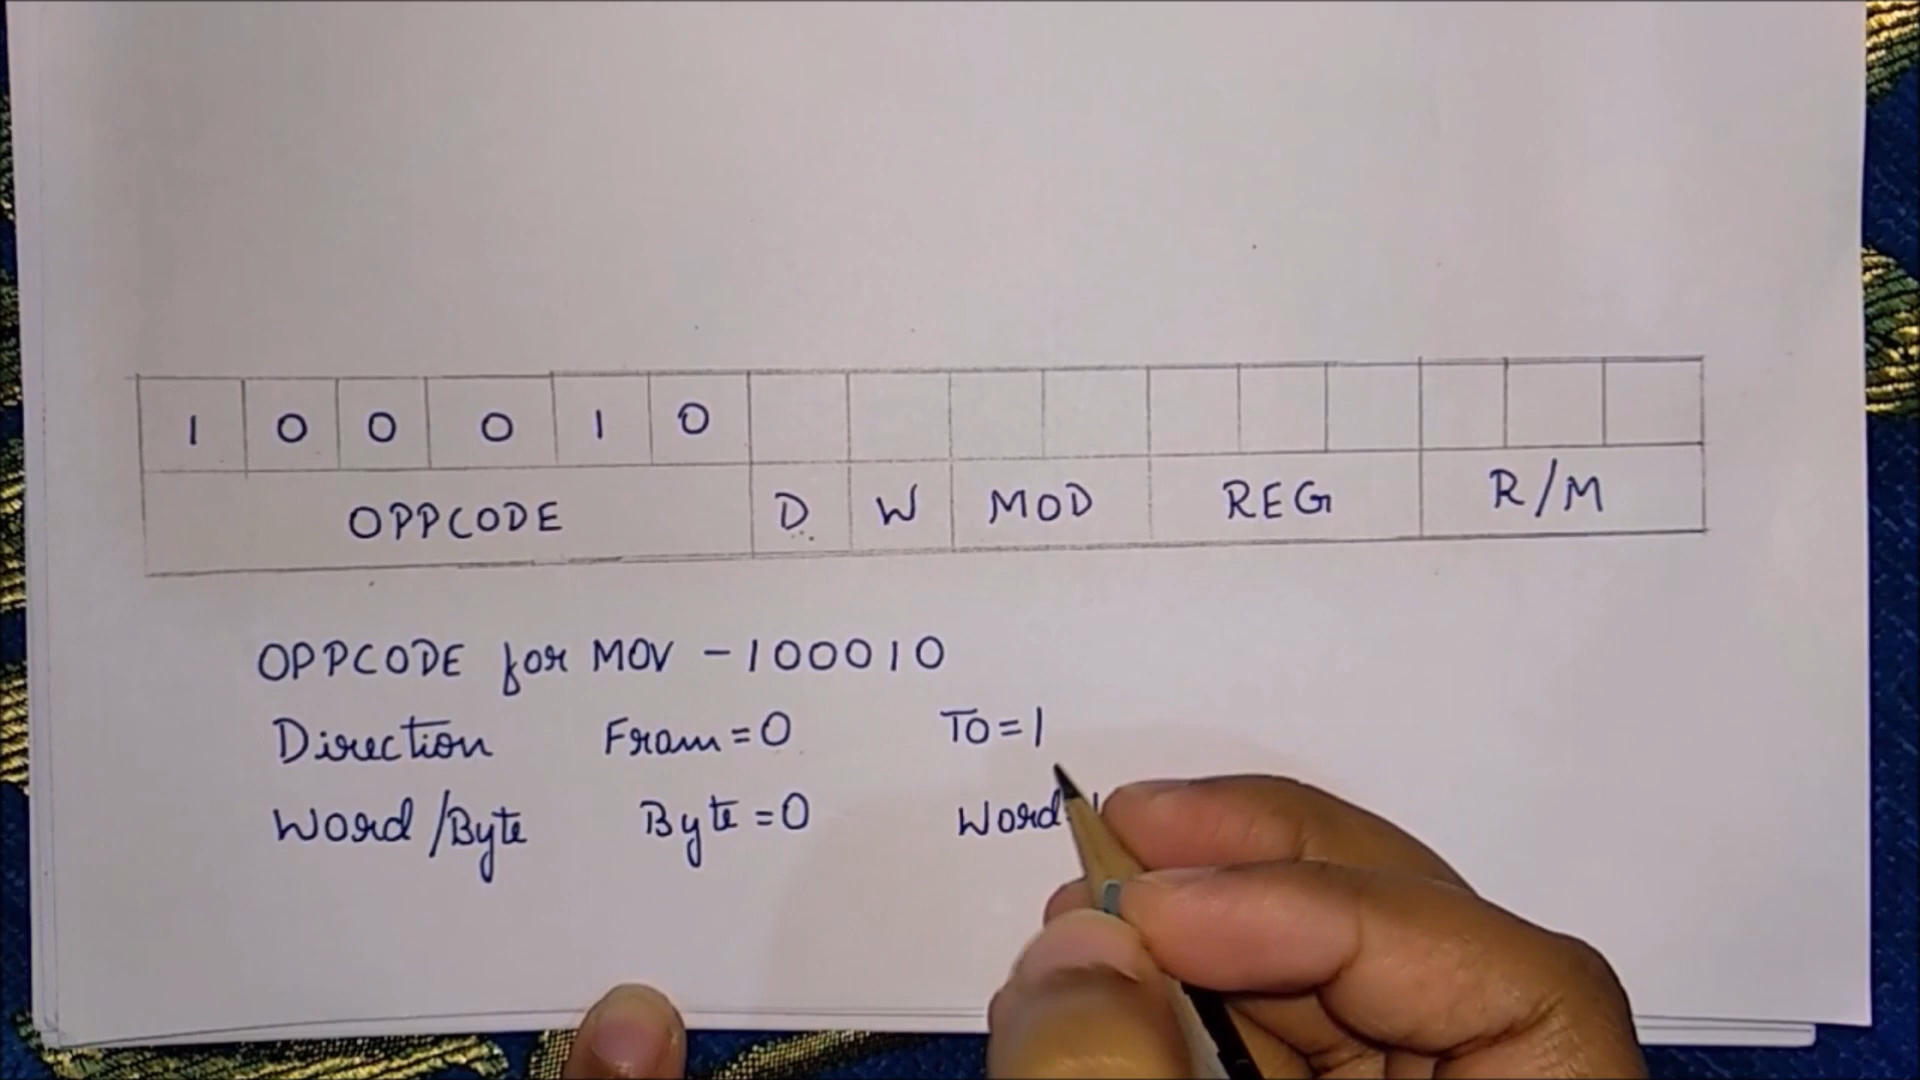 1 0 0 0 1 0
OPPCODE D W MOD REG R/M
OPPCODE for MOV - 100010
Direction From = 0 To = 1
Word/Byte Byte = 0 Word